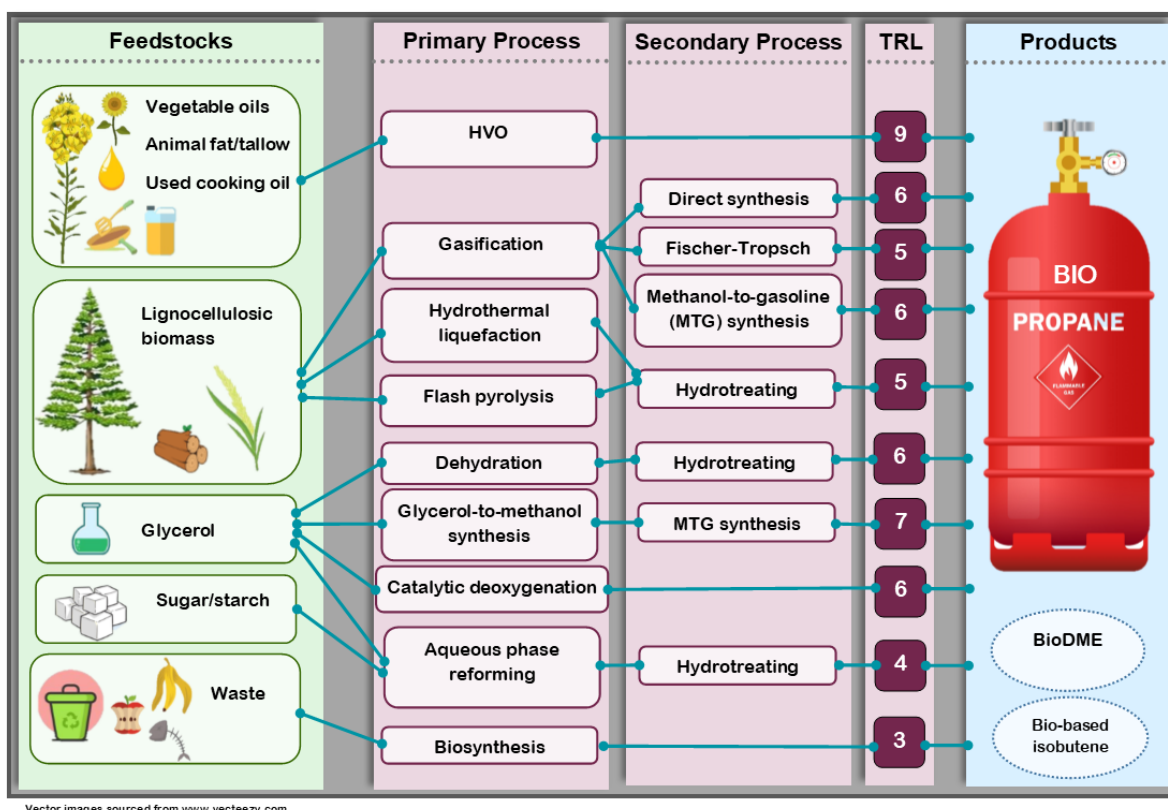 Feedstocks
Primary Process
Secondary Process
TRL
Products
Vegetable oils
Animal fat/tallow
Used cooking oil
HVO
9
Direct synthesis
6
Gasification
Fischer-Tropsch
5
Lignocellulosic
biomass
Hydrothermal
liquefaction
Methanol-to-gasoline
(MTG) synthesis
6
BIO
PROPANE
FLAMMABLE
GAS
Flash pyrolysis
Hydrotreating
5
Dehydration
Hydrotreating
6
Glycerol
Glycerol-to-methanol
synthesis
MTG synthesis
7
Catalytic deoxygenation
6
Sugar/starch
Aqueous phase
reforming
Hydrotreating
4
BioDME
Waste
Biosynthesis
3
Bio-based
isobutene
Vector images sourced from www.vecteezy.com